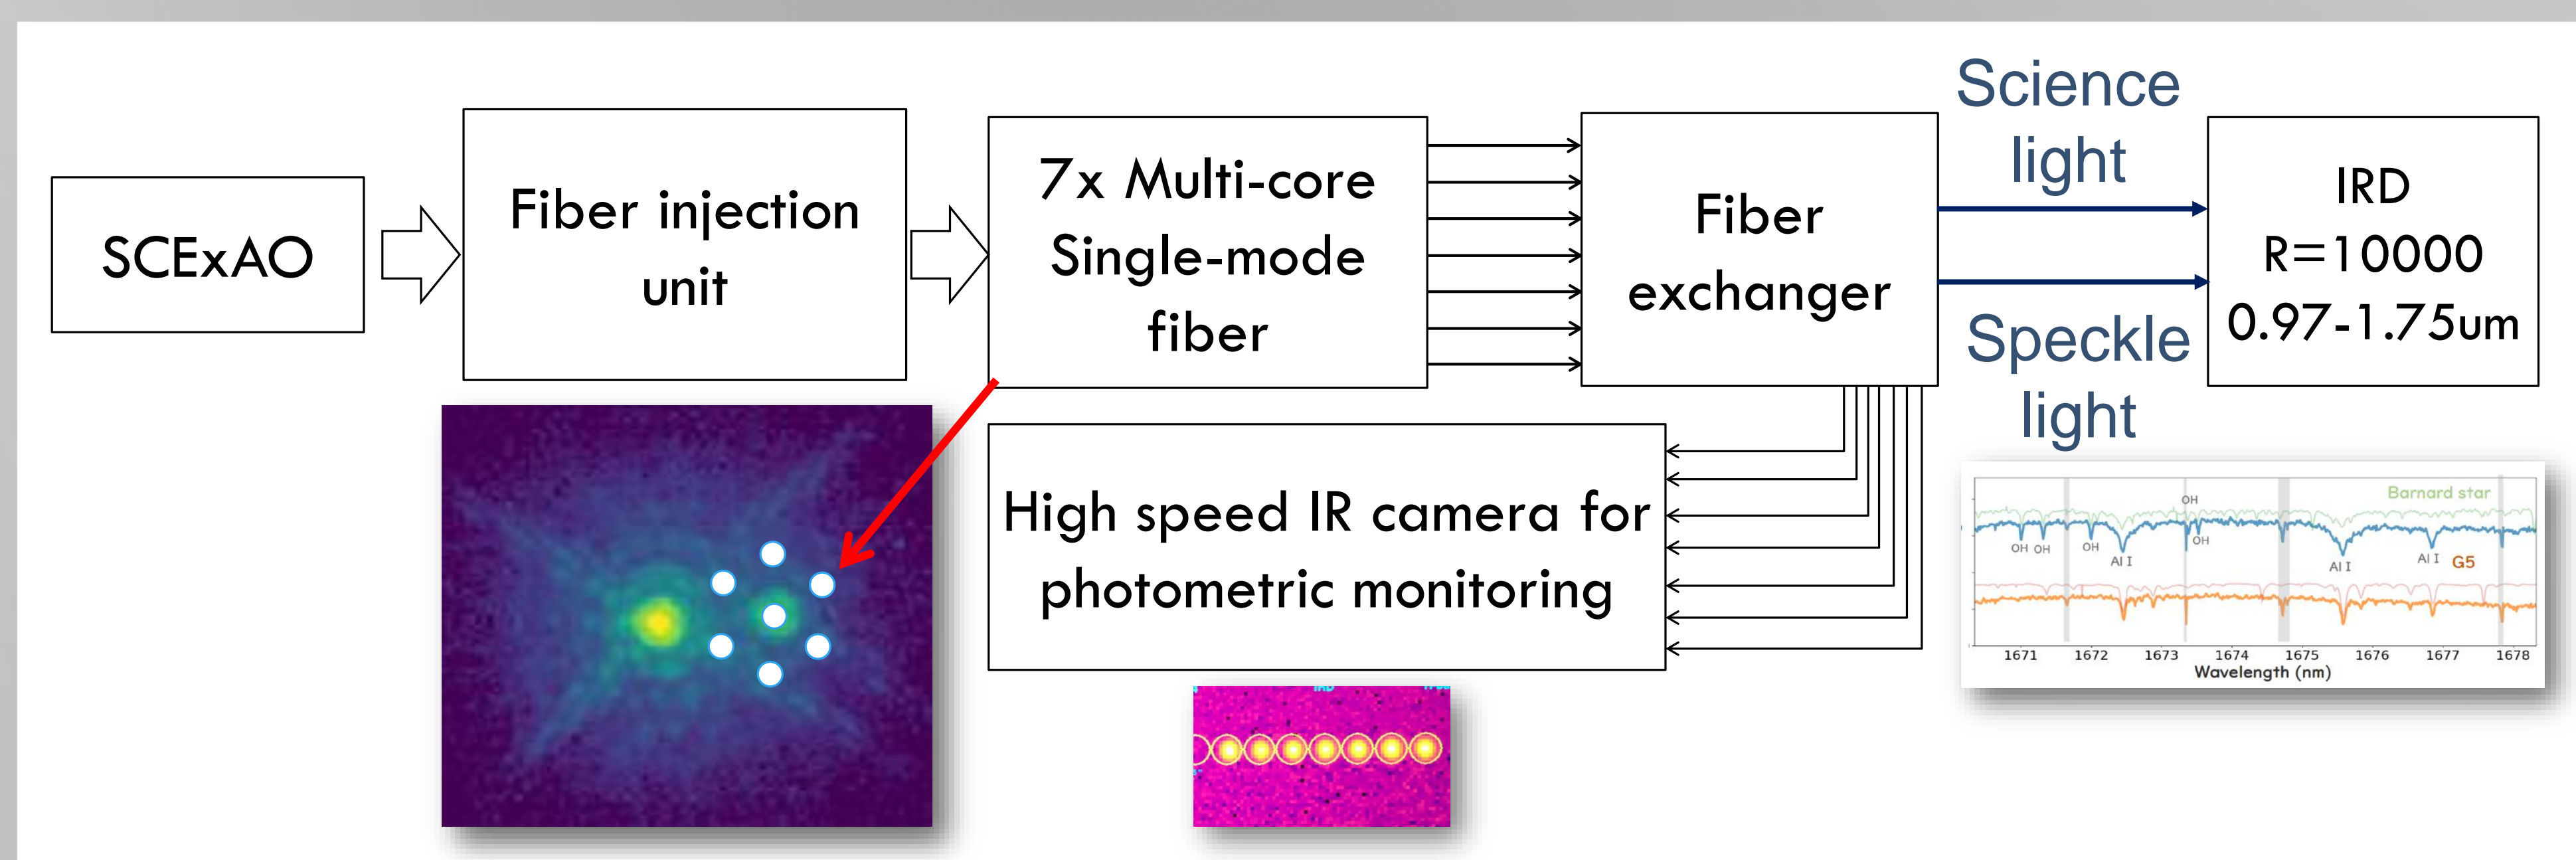 SCExAO
Fiber injection
unit
7x Multi-core
Single-mode
fiber
Fiber
exchanger
Science
light
Speckle
light
IRD
R=10000
0.97-1.75um
High speed IR camera for
photometric monitoring
IRD
Barnard star
OH
OH OH OH OH
Al I Al I Al I G5
1671 1672 1673 1674 1675 1676 1677 1678
Wavelength (nm)